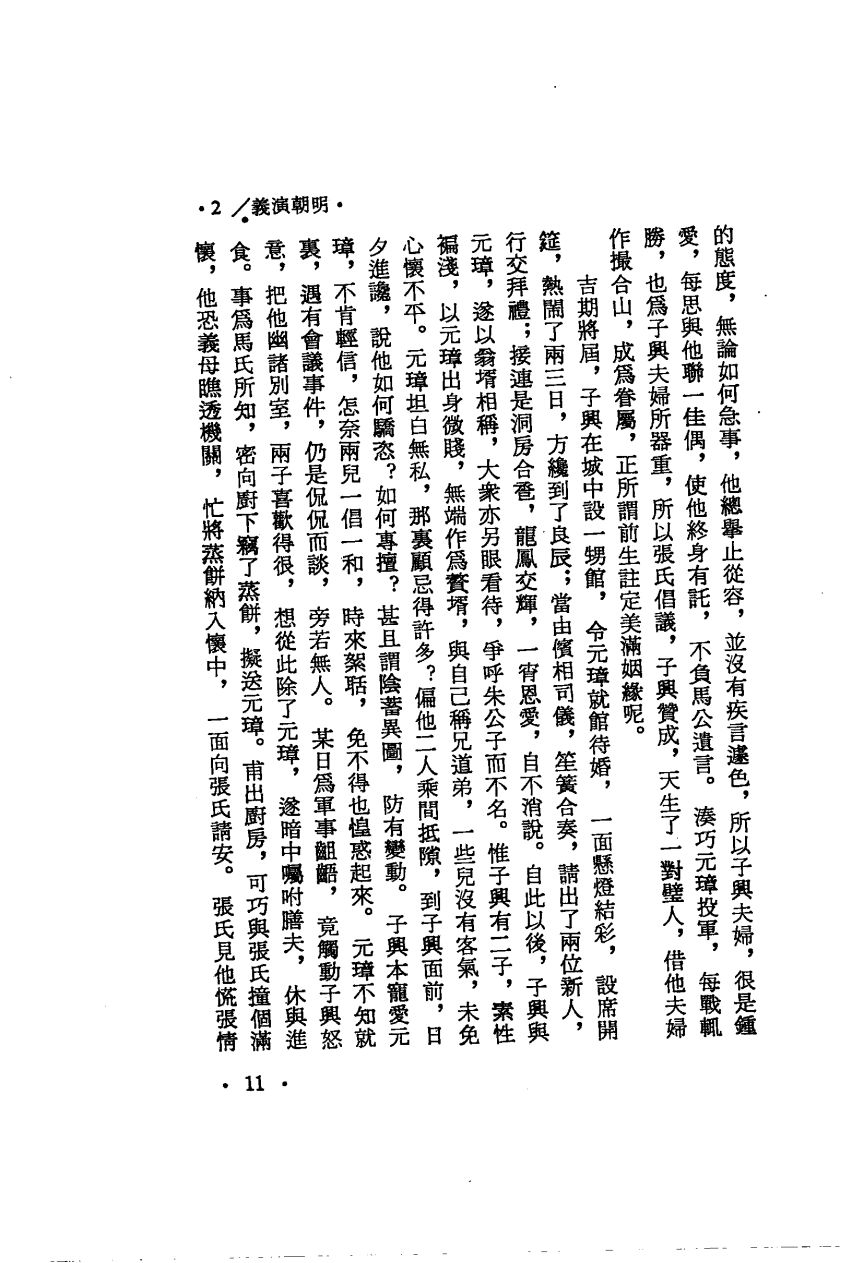 ·2／義演朝明·
的態度，無論如何急事，他總舉止從容，並沒有疾言遽色，所以子興夫婦，很是鍾
愛，每思與他聯一佳偶，使他終身有託，不負馬公遺言。湊巧元璋投軍，每戰輒
勝，也爲子興夫婦所器重，所以張氏倡議，子興贊成，天生了一對璧人，借他夫婦
作撮合山，成爲眷屬，正所謂前生註定美滿姻緣呢。
吉期將屆，子興在城中設一甥館，令元璋就館待婚，一面懸燈結彩，設席開
筵，熱鬧了兩三日，方纔到了良辰；當由儐相司儀，笙簧合奏，請出了兩位新人，
行交拜禮；接連是洞房合卺，龍鳳交輝，一宵恩愛，自不消說。自此以後，子興與
元璋，遂以翁壻相稱，大衆亦另眼看待，爭呼朱公子而不名。惟子興有二子，素性
褊淺，以元璋出身微賤，無端作爲贅壻，與自己稱兄道弟，一些兒沒有客氣，未免
心懷不平。元璋坦白無私，那裏顧忌得許多？偏他二人乘間抵隙，到子興面前，日
夕進讒，說他如何驕恣？如何專擅？甚且謂陰蓄異圖，防有變動。子興本寵愛元
璋，不肯輕信，怎奈兩兒一倡一和，時來絮聒，免不得也惶惑起來。元璋不知就
裏，遇有會議事件，仍是侃侃而談，旁若無人。某日爲軍事齟齬，竟觸動子興怒
意，把他幽諸別室，兩子喜歡得很，想從此除了元璋，遂暗中囑咐膳夫，休與進
食。事爲馬氏所知，密向廚下竊了蒸餅，擬送元璋。甫出廚房，可巧與張氏撞個滿
懷，他恐義母瞧透機關，忙將蒸餅納入懷中，一面向張氏請安。張氏見他慌張情
·11·